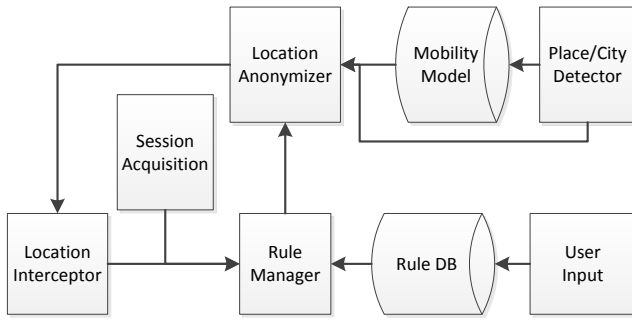 Location
Anonymizer
Mobility
Model
Place/City
Detector
Session
Acquisition
Location
Interceptor
Rule
Manager
Rule DB
User
Input